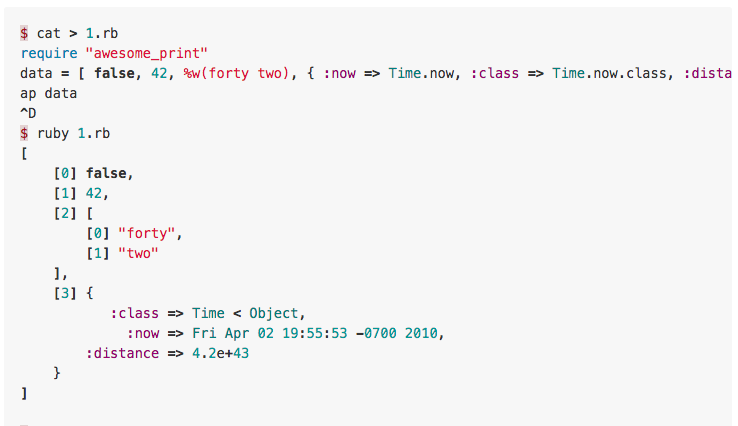 $ cat > 1.rb
require "awesome_print"
data = [ false, 42, %w(forty two), { :now => Time.now, :class => Time.now.class, :dista
ap data
^D
$ ruby 1.rb
[
    [0] false,
    [1] 42,
    [2] [
        [0] "forty",
        [1] "two"
    ],
    [3] {
           :class => Time < Object,
             :now => Fri Apr 02 19:55:53 -0700 2010,
        :distance => 4.2e+43
    }
]